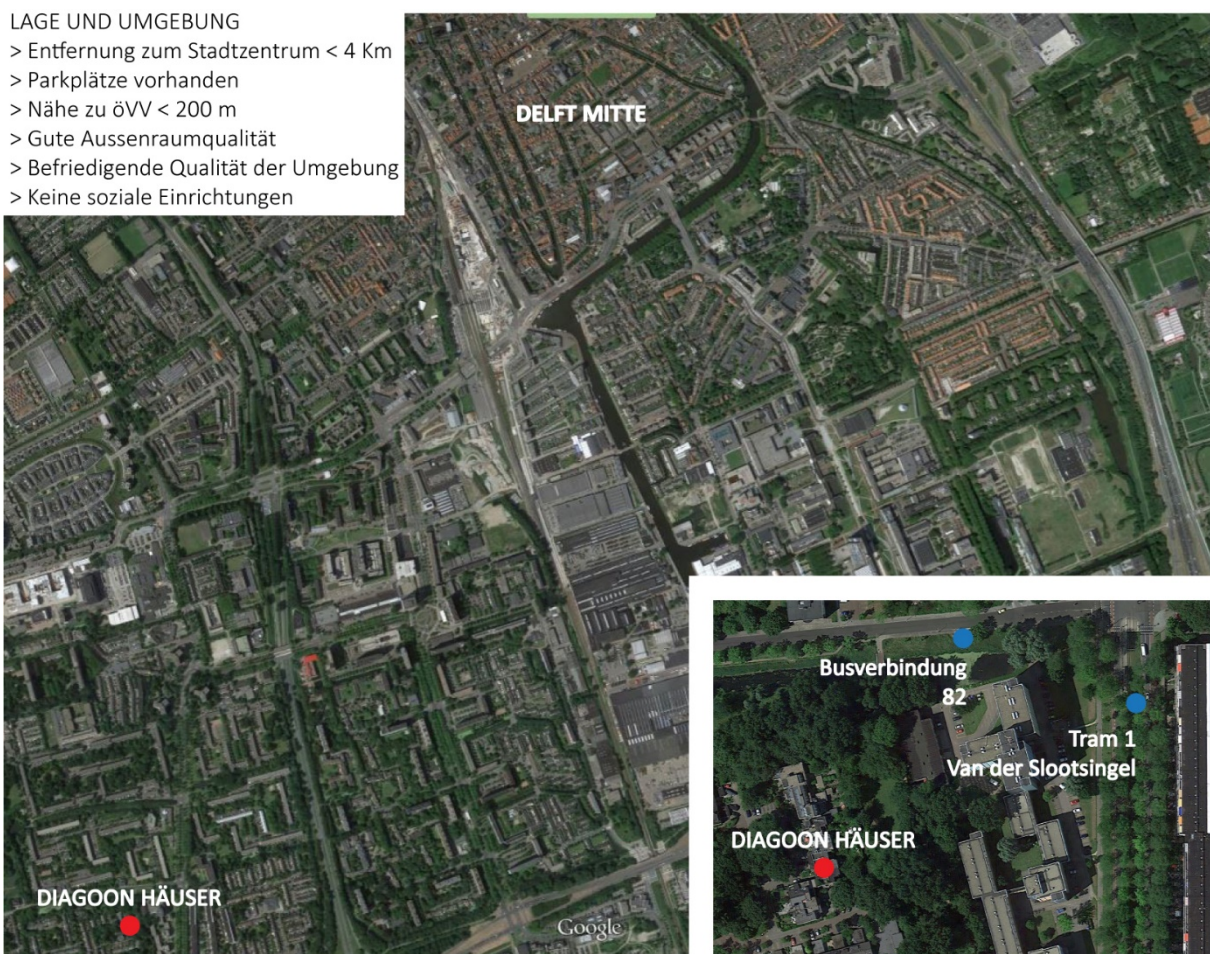 LAGE UND UMGEBUNG
> Entfernung zum Stadtzentrum < 4 Km
> Parkplätze vorhanden
> Nähe zu öVV < 200 m
> Gute Aussenraumqualität
> Befriedigende Qualität der Umgebung
> Keine soziale Einrichtungen
DELFT MITTE
DIAGOON HÄUSER
Google
Busverbindung
82
Tram 1
Van der Slootsingel
DIAGOON HÄUSER